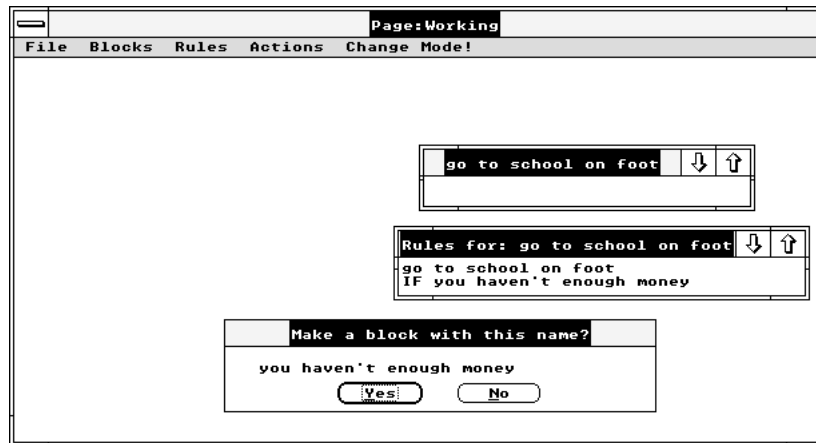 Page:Working
File Blocks Rules Actions Change Mode!
go to school on foot
Rules for: go to school on foot
go to school on foot
IF you haven't enough money
Make a block with this name?
you haven't enough money
Yes No